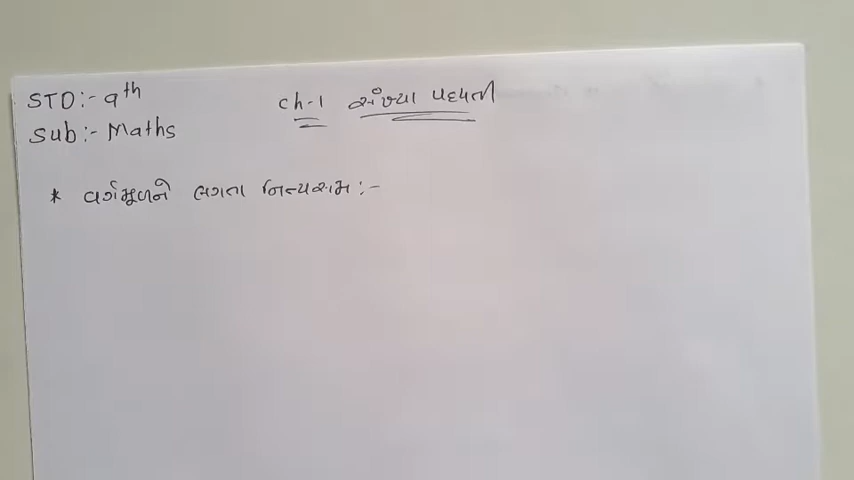 STD:- 9th
ch-1 સંખ્યા પદ્ધતી
Sub:- Maths
* વર્ગમૂળને લગતા નિત્યસમ :-